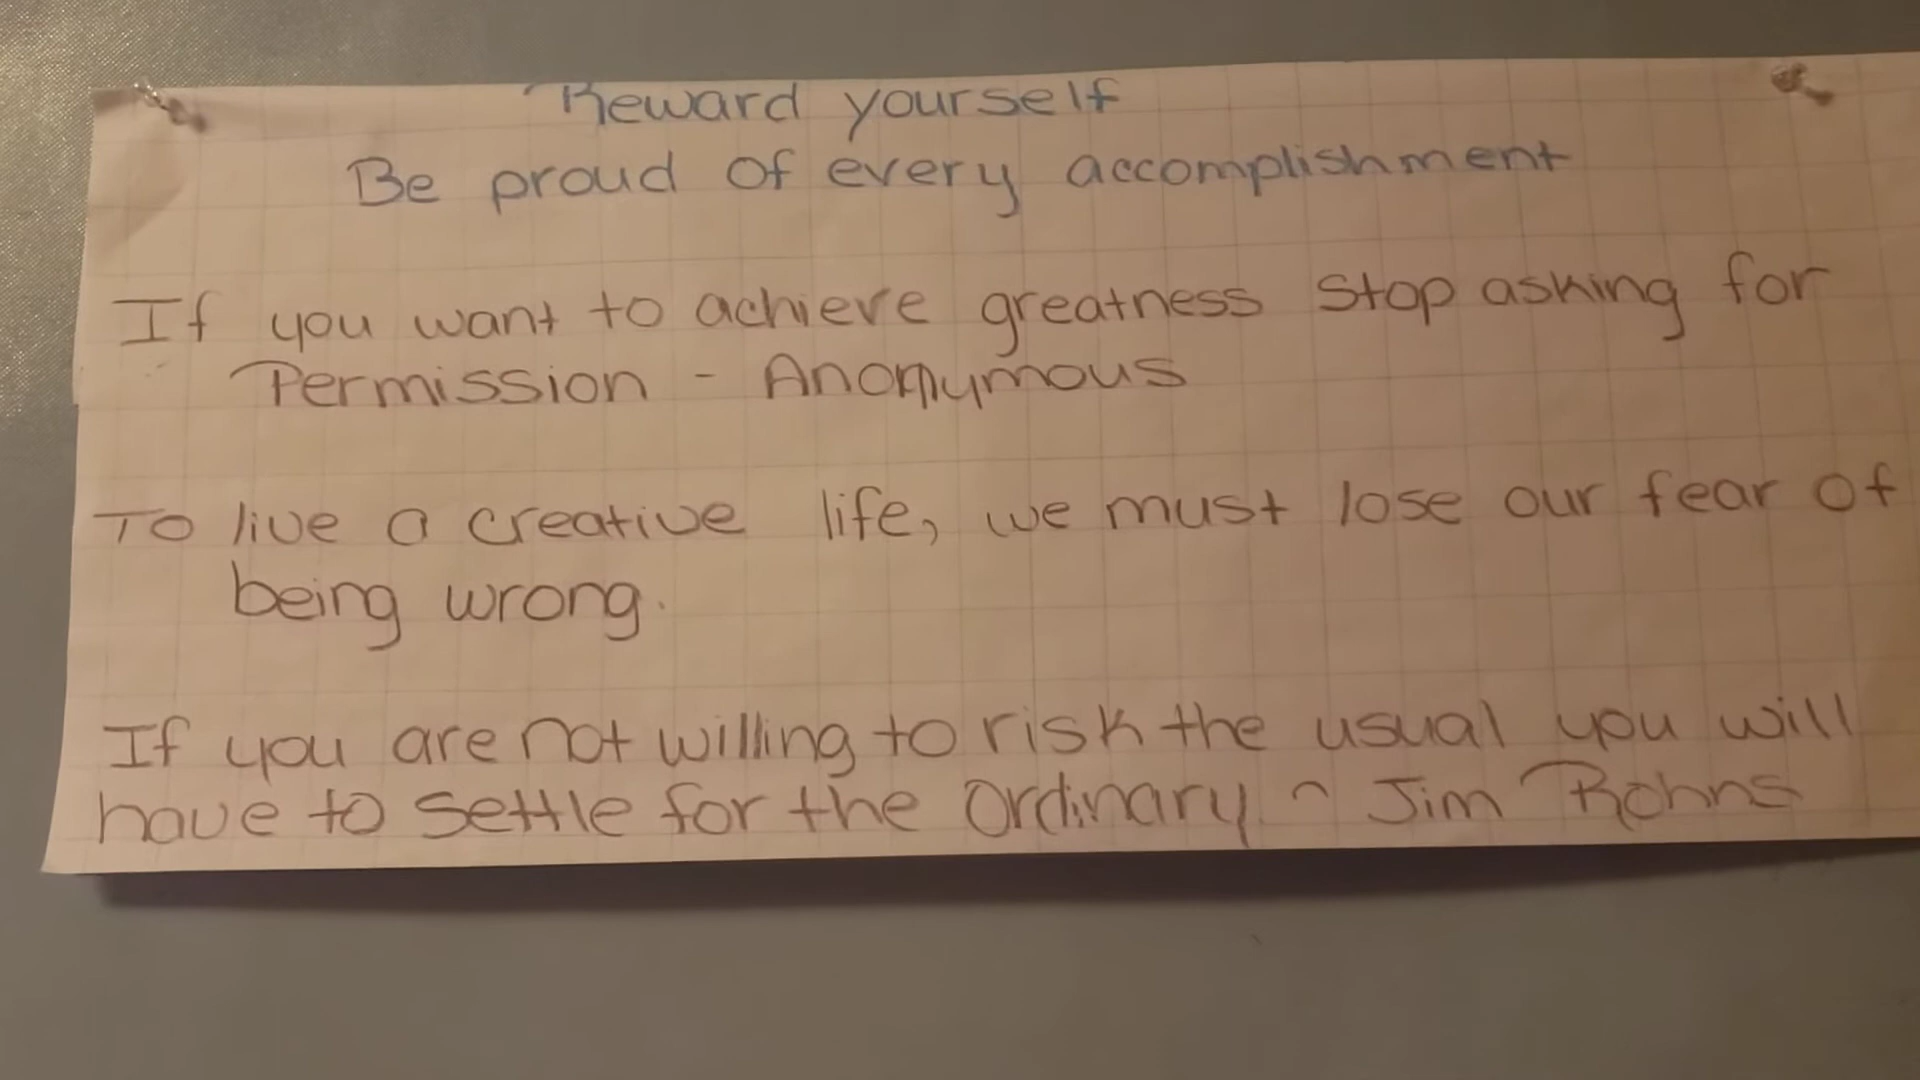 Reward yourself
Be proud of every accomplishment
If you want to achieve greatness stop asking for
Permission - Anonymous
To live a creative life, we must lose our fear of
being wrong.
If you are not willing to risk the usual you will
have to settle for the Ordinary ~ Jim Rohns